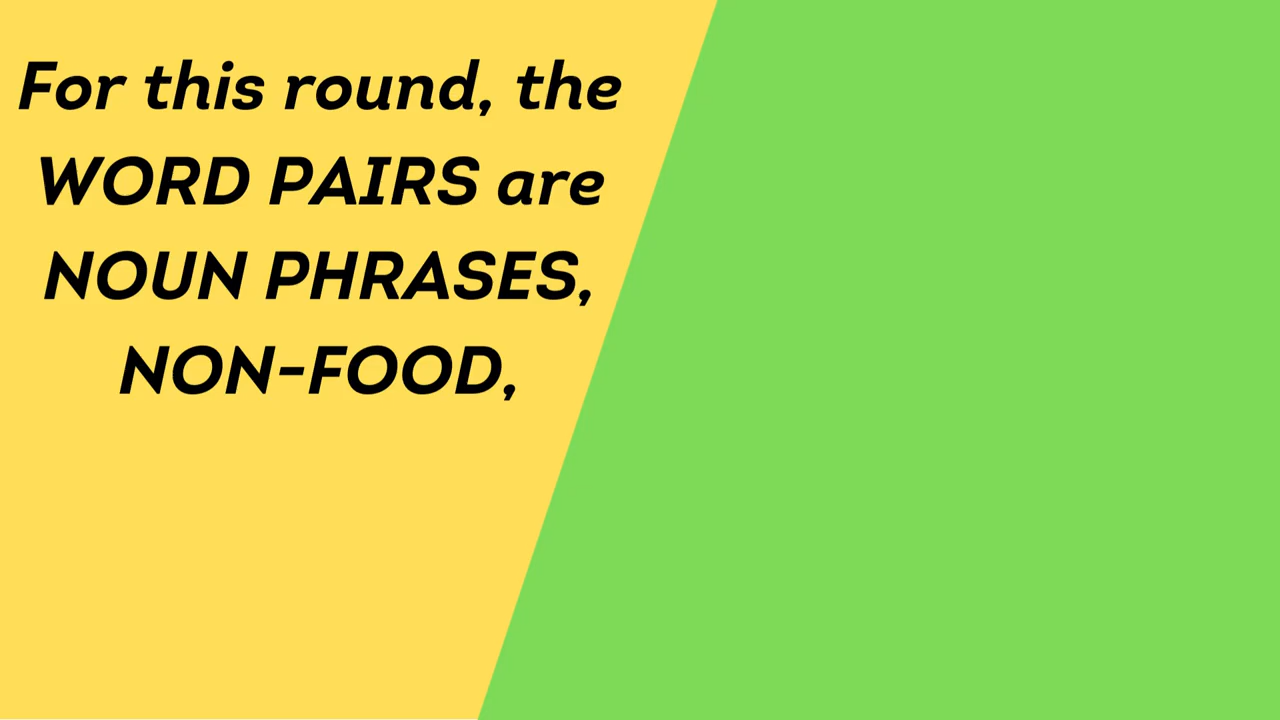 For this round, the
WORD PAIRS are
NOUN PHRASES,
NON-FOOD,